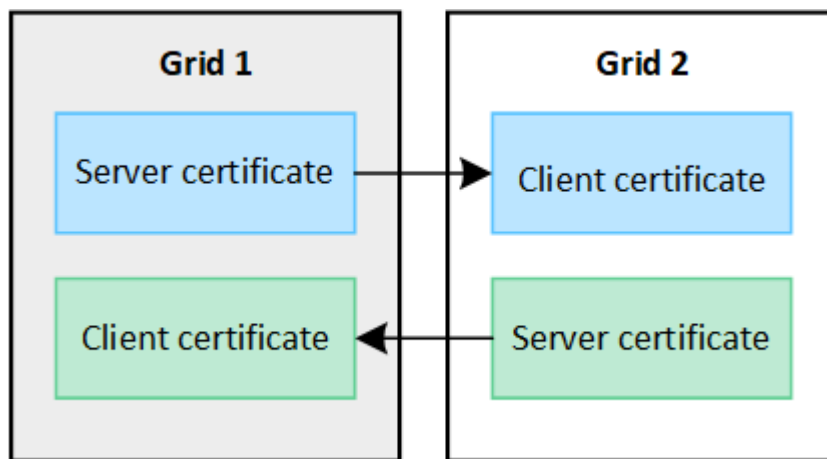 Grid 1
Server certificate
Client certificate
Grid 2
Client certificate
Server certificate